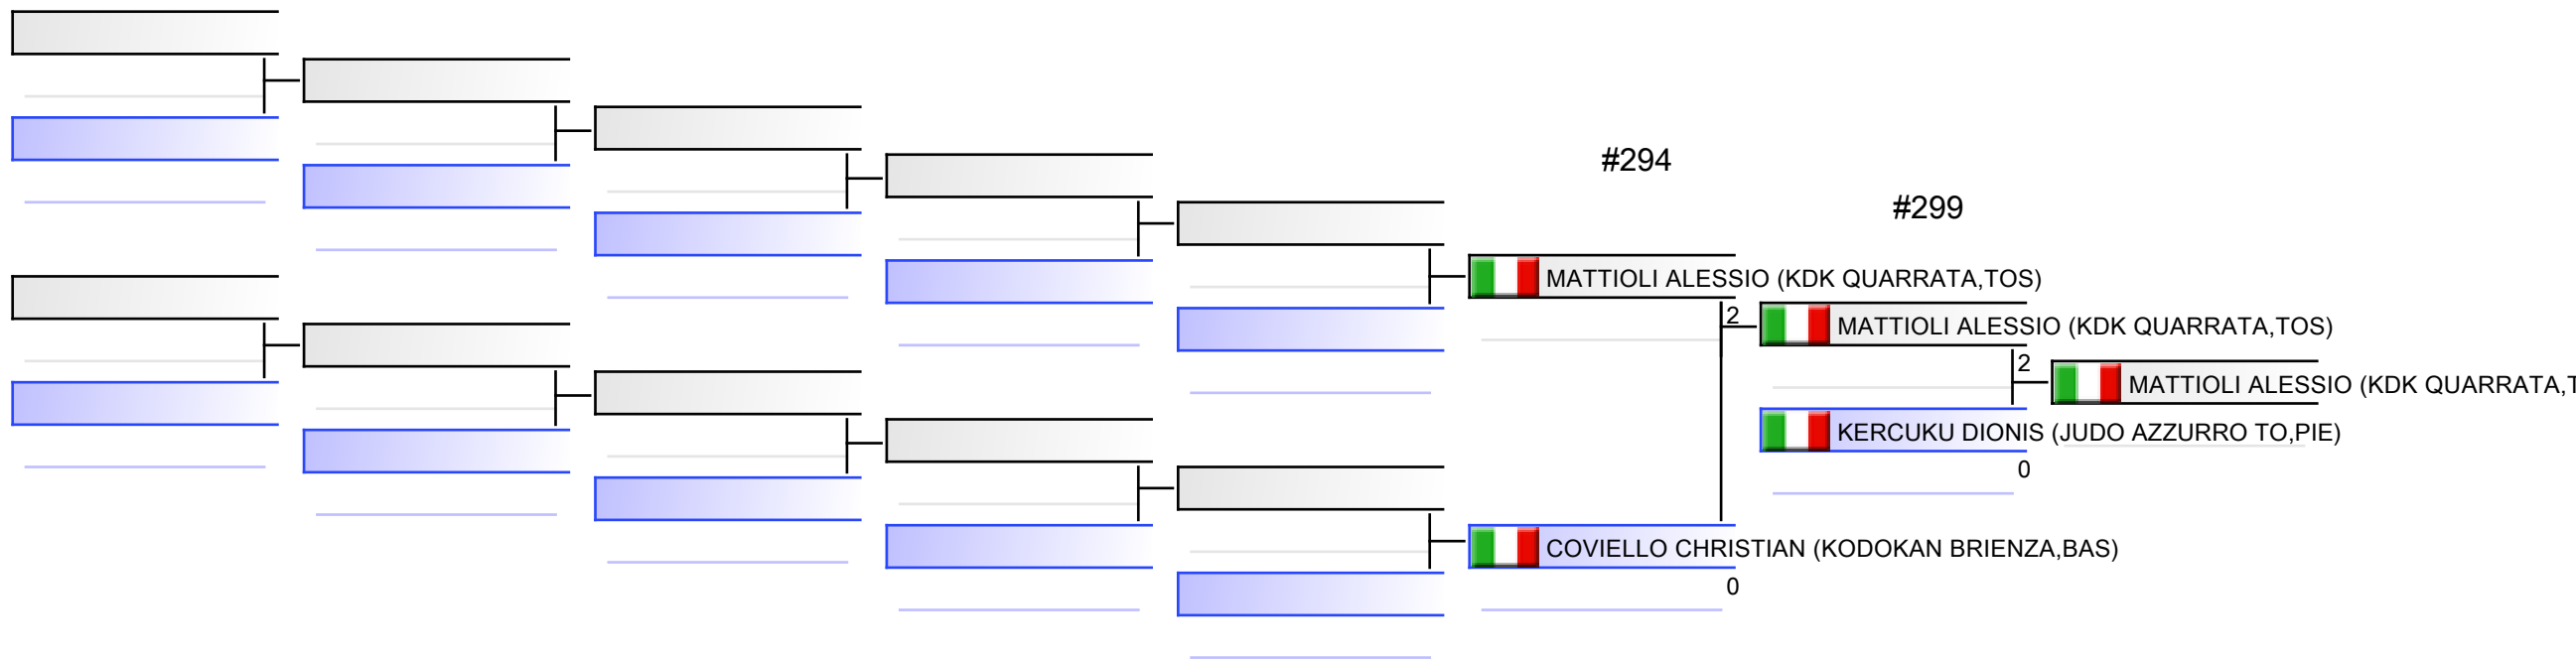 #294
#299
MATTIOLI ALESSIO (KDK QUARRATA,TOS)
2
MATTIOLI ALESSIO (KDK QUARRATA,TOS)
2
MATTIOLI ALESSIO (KDK QUARRATA,T
KERCUKU DIONIS (JUDO AZZURRO TO,PIE)
0
COVIELLO CHRISTIAN (KODOKAN BRIENZA,BAS)
0